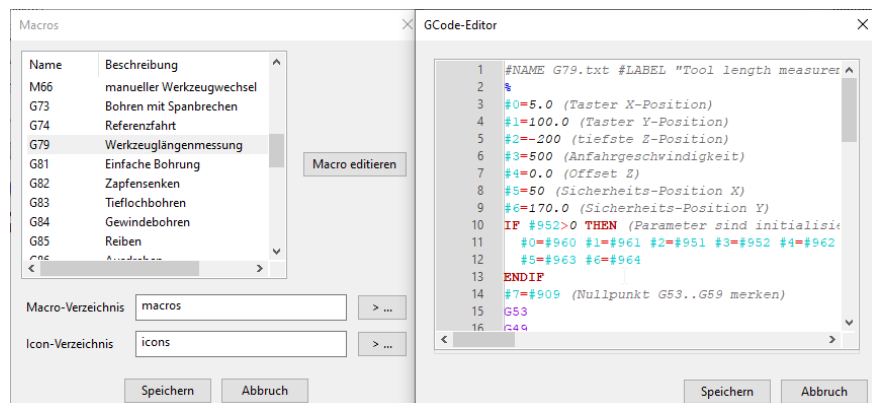 Macros
Name Beschreibung
M66 manueller Werkzeugwechsel
G73 Bohren mit Spanbrechen
G74 Referenzfahrt
G79 Werkzeuglängenmessung
G81 Einfache Bohrung
G82 Zapfensenken
G83 Tieflochbohren
G84 Gewindebohren
G85 Reiben
G86 Ausdrehen
Macro editieren
Macro-Verzeichnis macros > ...
Icon-Verzeichnis icons > ...
Speichern Abbruch
GCode-Editor
1 #NAME G79.txt #LABEL "Tool length measurem
2 %
3 #0=5.0 (Taster X-Position)
4 #1=100.0 (Taster Y-Position)
5 #2=-200 (tiefste Z-Position)
6 #3=500 (Anfahrgeschwindigkeit)
7 #4=0.0 (Offset Z)
8 #5=50 (Sicherheits-Position X)
9 #6=170.0 (Sicherheits-Position Y)
10 IF #952>0 THEN (Parameter sind initialisie
11 #0=#960 #1=#961 #2=#951 #3=#952 #4=#962
12 #5=#963 #6=#964
13 ENDIF
14 #7=#909 (Nullpunkt G53..G59 merken)
15 G53
16 G49
Speichern Abbruch